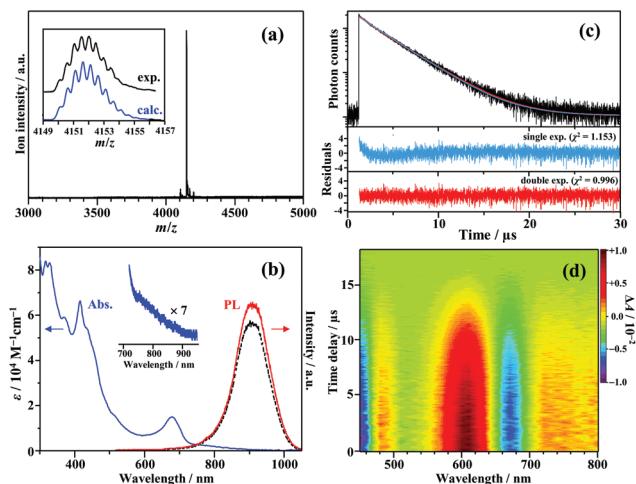 (a)
exp.
calc.
4149 4151 4153 4155 4157
m/z
Ion intensity / a.u.
3000 3500 4000 4500 5000
m/z
(c)
Photon counts
single exp. (χ² = 1.153)
4
0
-4
double exp. (χ² = 0.996)
4
0
-4
Residuals
0 10 20 30
Time / μs
(b)
Abs.
× 7
700 800 900
Wavelength / nm
PL
8
6
4
2
0
ε / 10⁴ M⁻¹cm⁻¹
Intensity / a.u.
400 600 800 1000
Wavelength / nm
(d)
15
10
5
0
Time delay / μs
+1.0
+0.5
0
-0.5
-1.0
ΔA / 10⁻²
500 600 700 800
Wavelength / nm